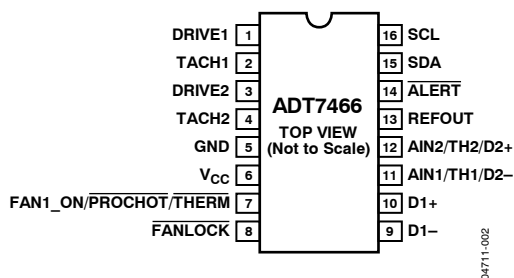 DRIVE1 1
TACH1 2
DRIVE2 3
TACH2 4
GND 5
VCC 6
FAN1_ON/PROCHOT/THERM 7
FANLOCK 8
ADT7466
TOP VIEW
(Not to Scale)
16 SCL
15 SDA
14 ALERT
13 REFOUT
12 AIN2/TH2/D2+
11 AIN1/TH1/D2–
10 D1+
9 D1–
04711-002